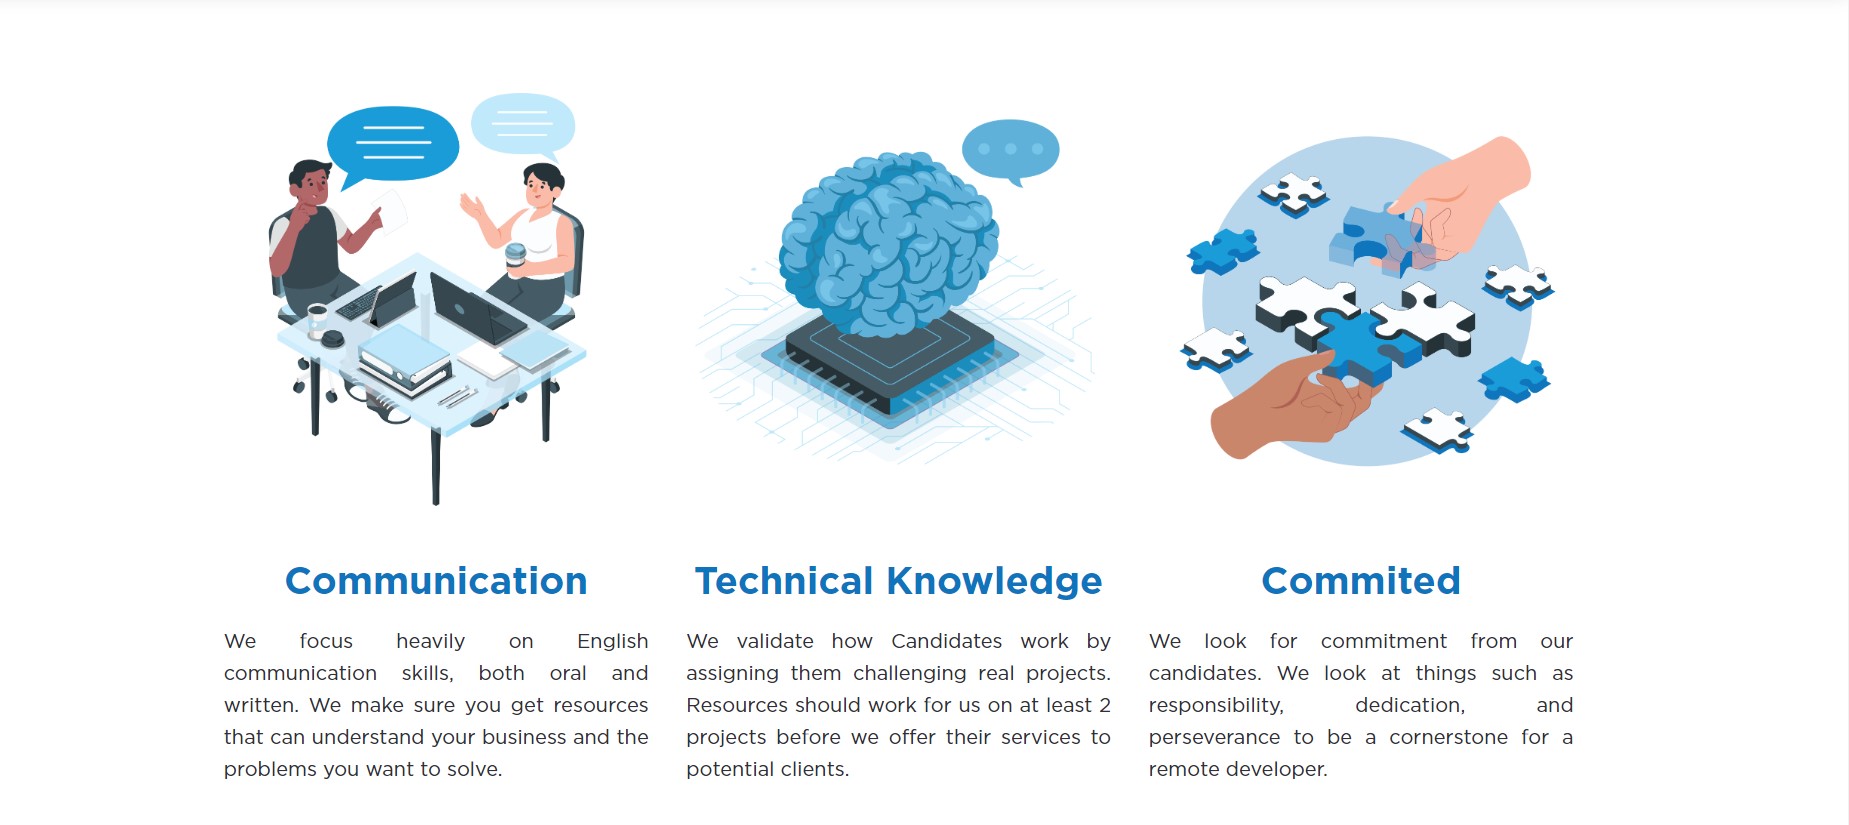 Communication
We focus heavily on English
communication skills, both oral and
written. We make sure you get resources
that can understand your business and the
problems you want to solve.
Technical Knowledge
We validate how Candidates work by
assigning them challenging real projects.
Resources should work for us on at least 2
projects before we offer their services to
potential clients.
Commited
We look for commitment from our
candidates. We look at things such as
responsibility, dedication, and
perseverance to be a cornerstone for a
remote developer.